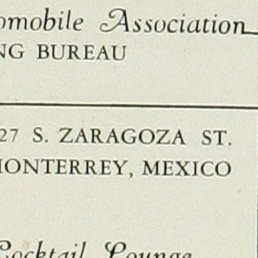 omobile Association
NG BUREAU
27 S. ZARAGOZA ST.
MONTERREY, MEXICO
Cocktail Lounge